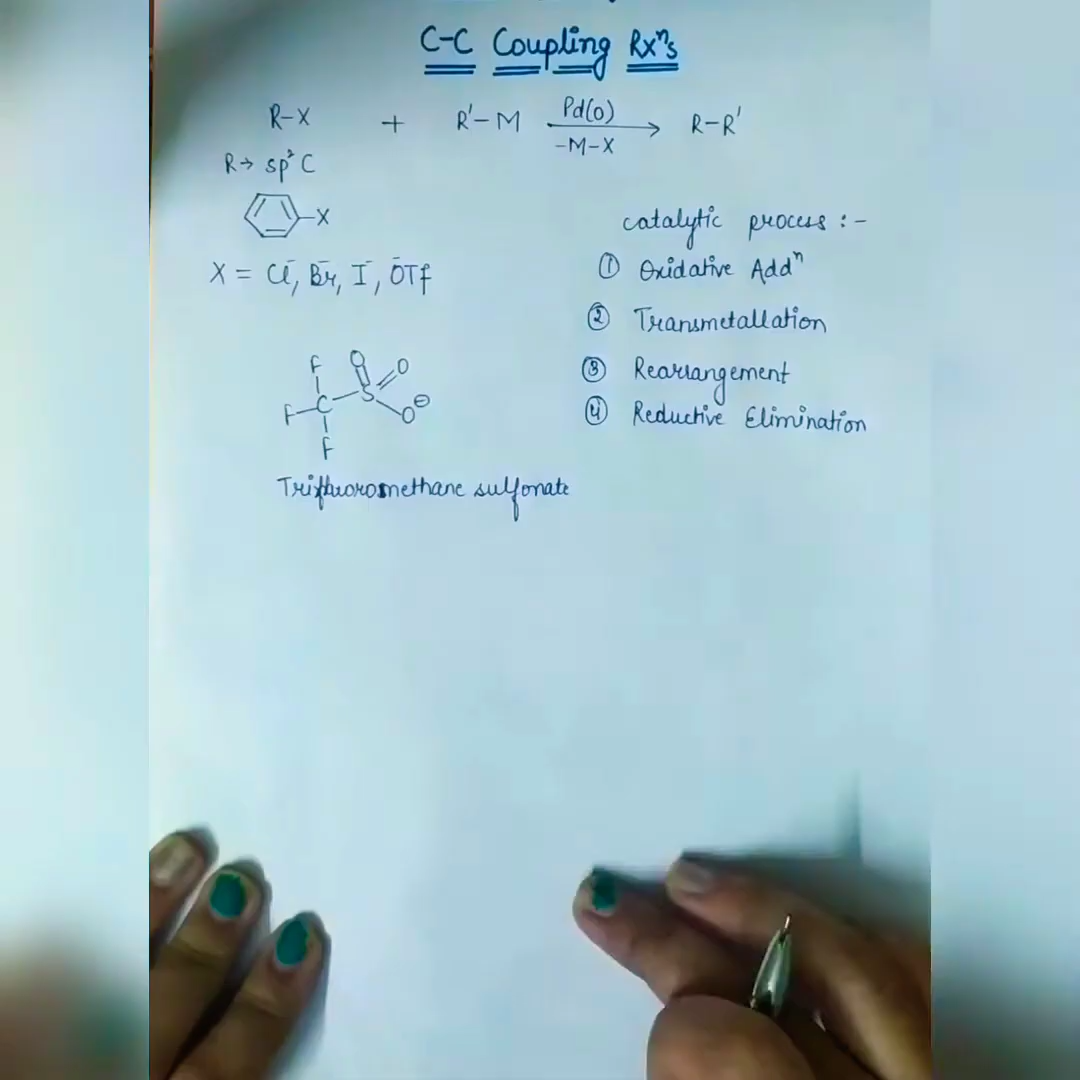 C-C Coupling Rxⁿs
R-X + R'-M Pd(0) → R-R'
-M-X
R→ sp² C
-X
X = Cl⁻, Br⁻, I⁻, ŌTf
catalytic process :-
① Oxidative Addⁿ
② Transmetallation
③ Rearrangement
④ Reductive Elimination
F O O
F-C S O⊖
F
Trifluoromethane sulfonate